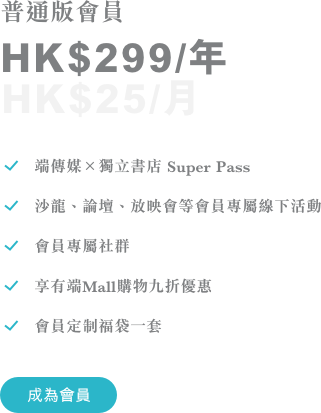 普通版會員
HK$299/年
HK$25/月
端傳媒×獨立書店 Super Pass
沙龍、論壇、放映會等會員專屬線下活動
會員專屬社群
享有端Mall購物九折優惠
會員定制福袋一套
成為會員